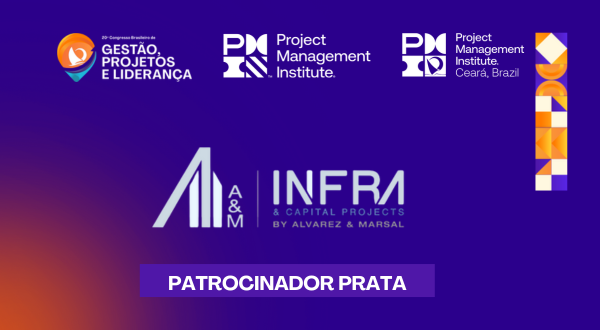 20º Congresso Brasileiro de
GESTÃO,
PROJETOS
E LIDERANÇA
Project
Management
Institute.
Project
Management
Institute.
Ceará, Brazil
A&M
INFRA
& CAPITAL PROJECTS
BY ALVAREZ & MARSAL
PATROCINADOR PRATA